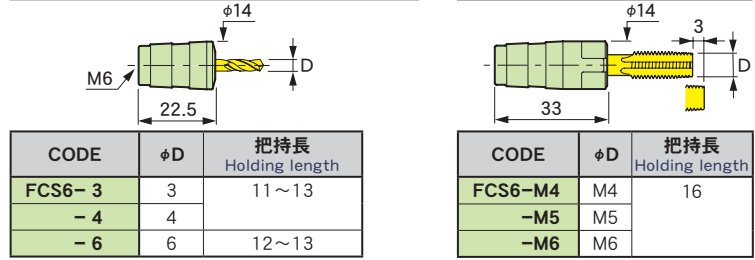 φ14
M6
D
22.5
CODE φD 把持長
Holding length
FCS6-3 3 11～13
-4 4
-6 6 12～13
φ14
3
D
33
CODE φD 把持長
Holding length
FCS6-M4 M4 16
-M5 M5
-M6 M6